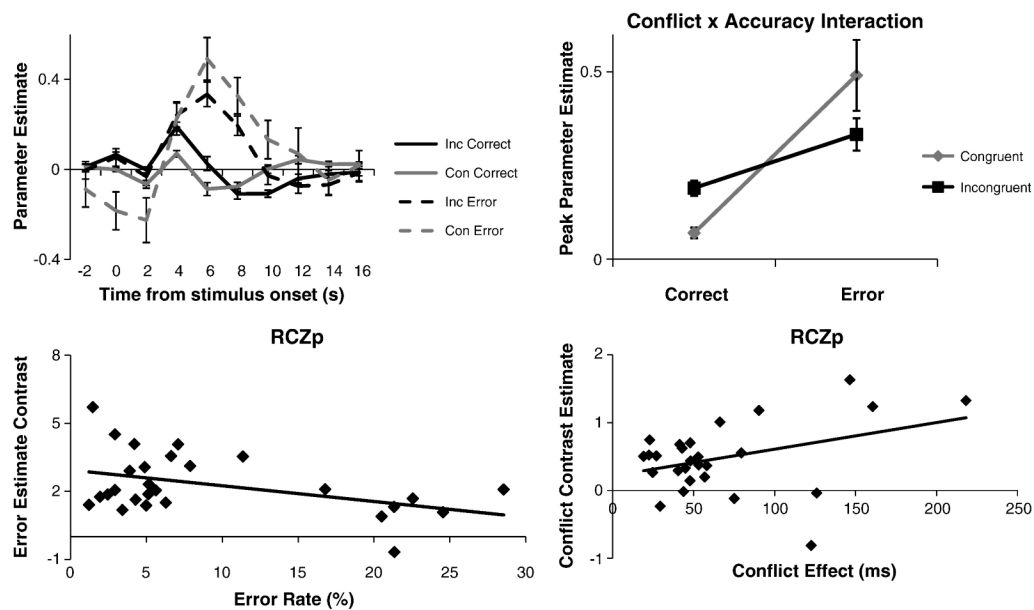 Parameter Estimate
0.4
0
-0.4
-2 0 2 4 6 8 10 12 14 16
Time from stimulus onset (s)
Inc Correct
Con Correct
Inc Error
Con Error
Conflict x Accuracy Interaction
Peak Parameter Estimate
0.5
0
Correct Error
Congruent
Incongruent
RCZp
Error Estimate Contrast
8
5
2
-1
0 5 10 15 20 25 30
Error Rate (%)
RCZp
Conflict Contrast Estimate
2
1
0
-1
0 50 100 150 200 250
Conflict Effect (ms)